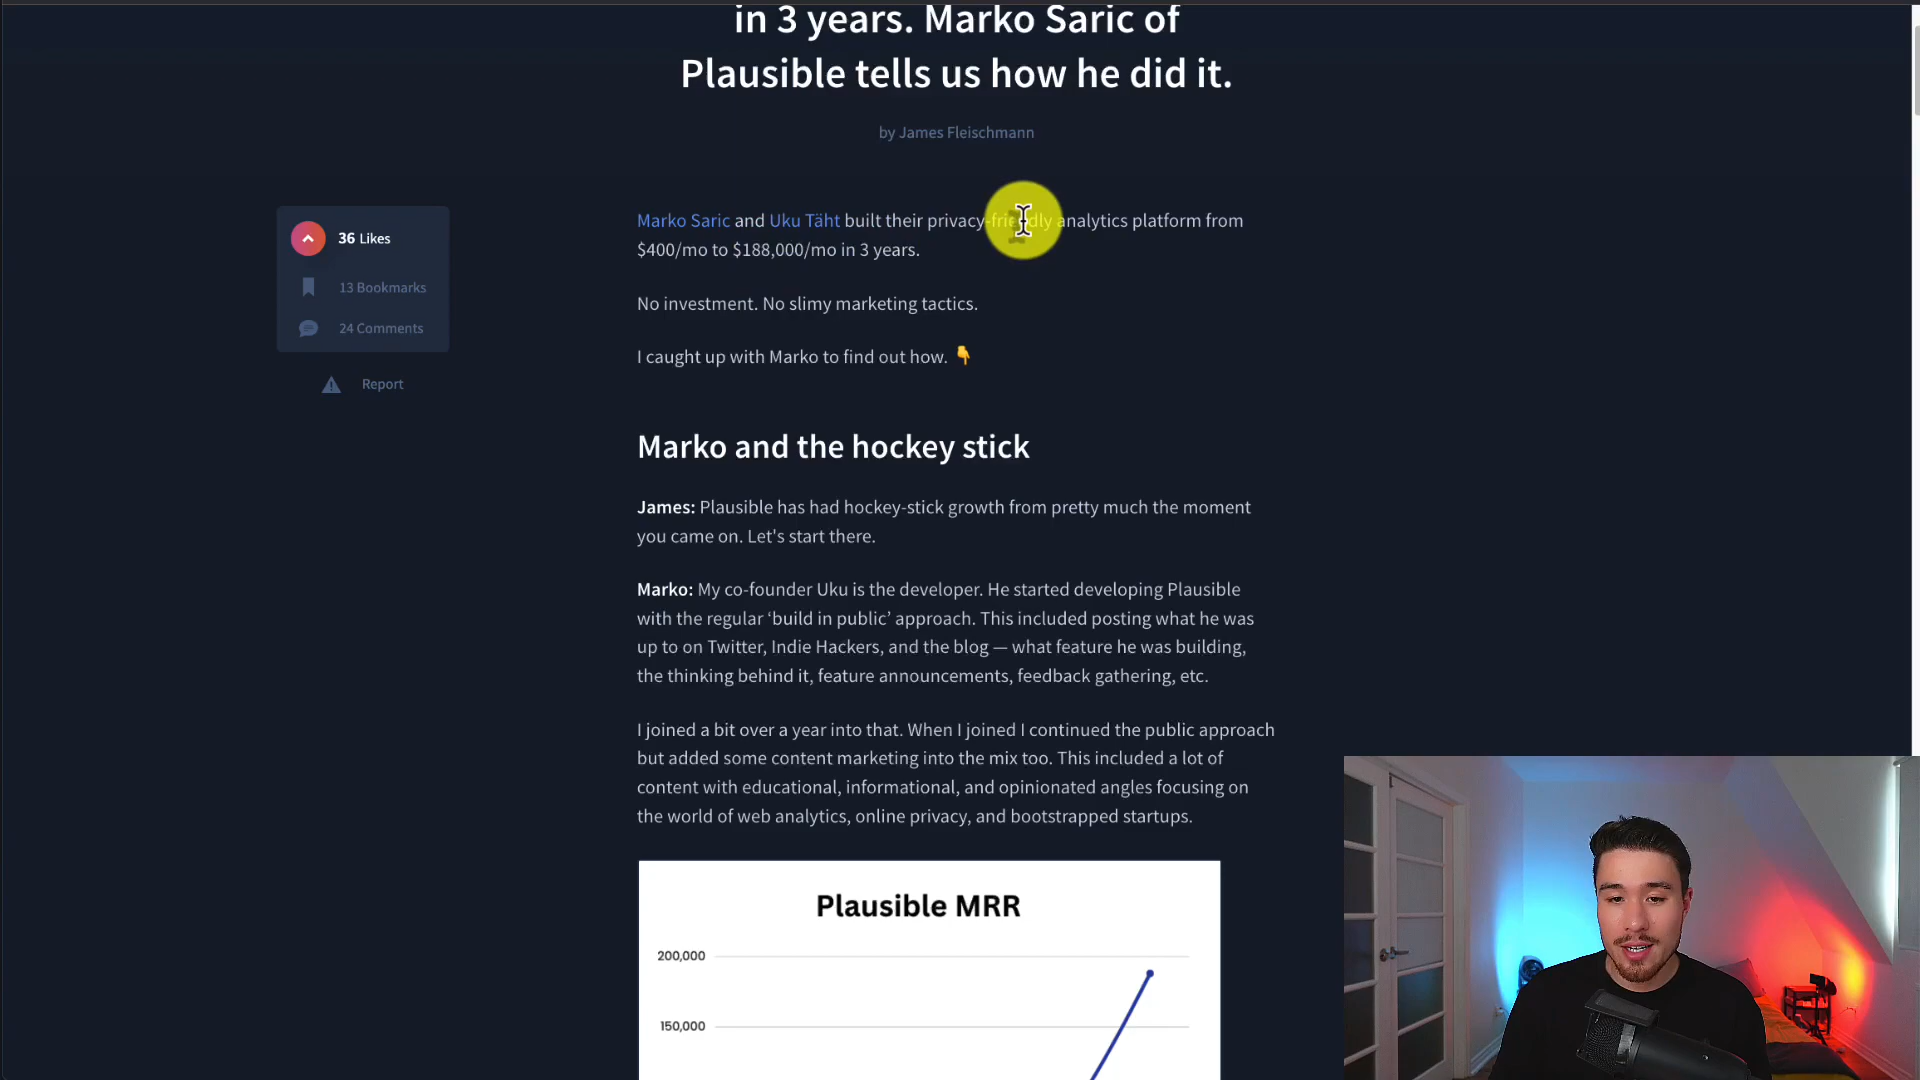 in 3 years. Marko Saric of
Plausible tells us how he did it.
by James Fleischmann
36 Likes
13 Bookmarks
24 Comments
Report
Marko Saric and Uku Täht built their privacy-friendly analytics platform from
$400/mo to $188,000/mo in 3 years.
No investment. No slimy marketing tactics.
I caught up with Marko to find out how. 👇
Marko and the hockey stick
James: Plausible has had hockey-stick growth from pretty much the moment
you came on. Let's start there.
Marko: My co-founder Uku is the developer. He started developing Plausible
with the regular ‘build in public’ approach. This included posting what he was
up to on Twitter, Indie Hackers, and the blog — what feature he was building,
the thinking behind it, feature announcements, feedback gathering, etc.
I joined a bit over a year into that. When I joined I continued the public approach
but added some content marketing into the mix too. This included a lot of
content with educational, informational, and opinionated angles focusing on
the world of web analytics, online privacy, and bootstrapped startups.
Plausible MRR
200,000
150,000